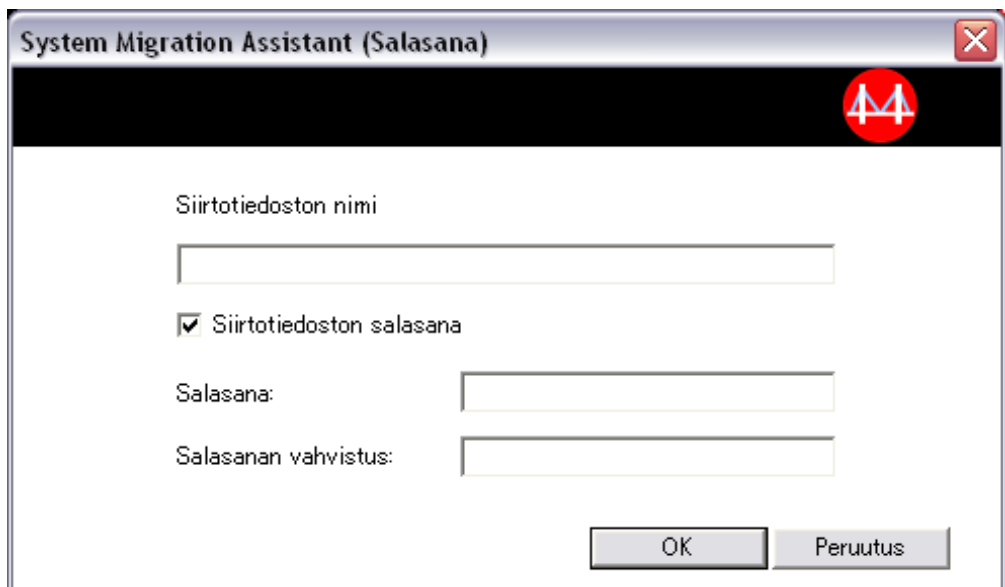 System Migration Assistant (Salasana)
Siirtotiedoston nimi
Siirtotiedoston salasana
Salasana:
Salasanan vahvistus:
OK Peruutus